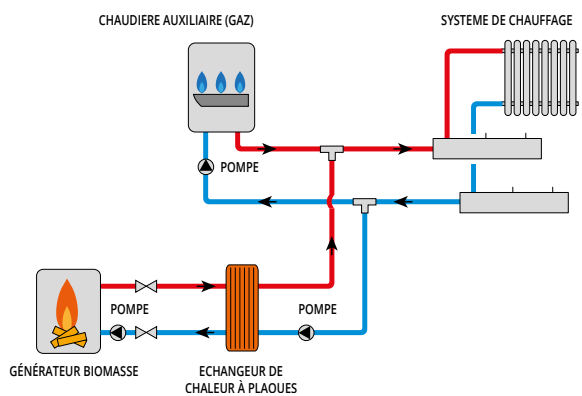 CHAUDIERE AUXILIAIRE (GAZ)
SYSTEME DE CHAUFFAGE
POMPE
POMPE
POMPE
GÉNÉRATEUR BIOMASSE
ECHANGEUR DE
CHALEUR À PLAQUES